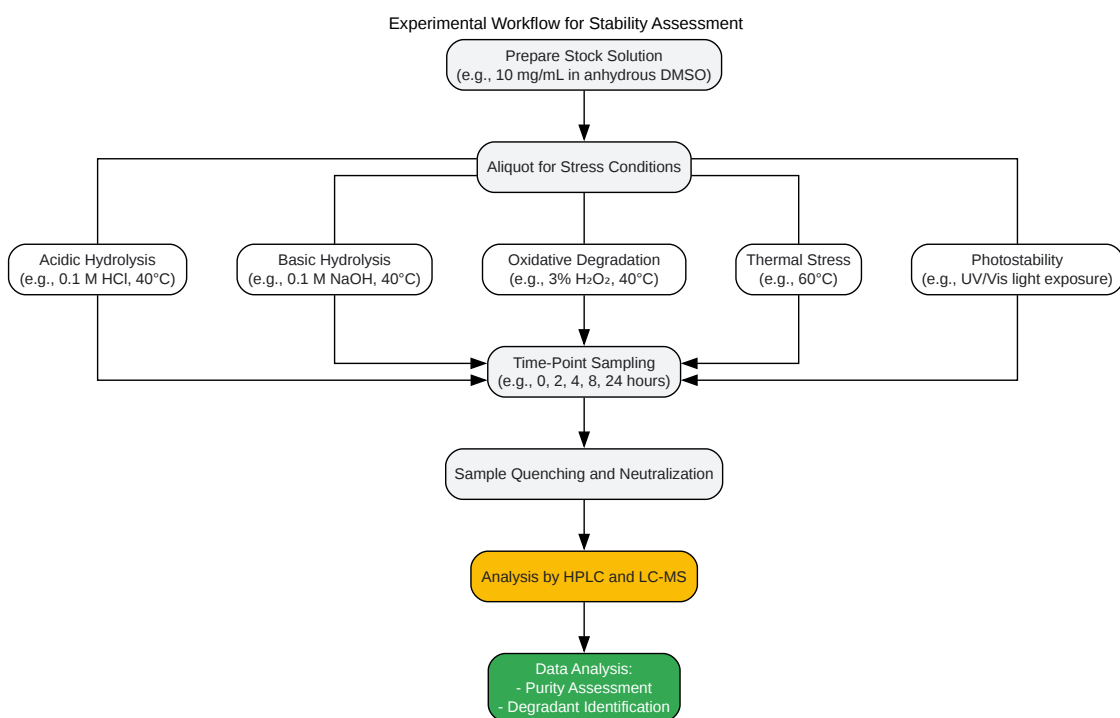 Experimental Workflow for Stability Assessment
Prepare Stock Solution
(e.g., 10 mg/mL in anhydrous DMSO)
Aliquot for Stress Conditions
Acidic Hydrolysis
(e.g., 0.1 M HCl, 40°C)
Basic Hydrolysis
(e.g., 0.1 M NaOH, 40°C)
Oxidative Degradation
(e.g., 3% H₂O₂, 40°C)
Thermal Stress
(e.g., 60°C)
Photostability
(e.g., UV/Vis light exposure)
Time-Point Sampling
(e.g., 0, 2, 4, 8, 24 hours)
Sample Quenching and Neutralization
Analysis by HPLC and LC-MS
Data Analysis:
- Purity Assessment
- Degradant Identification